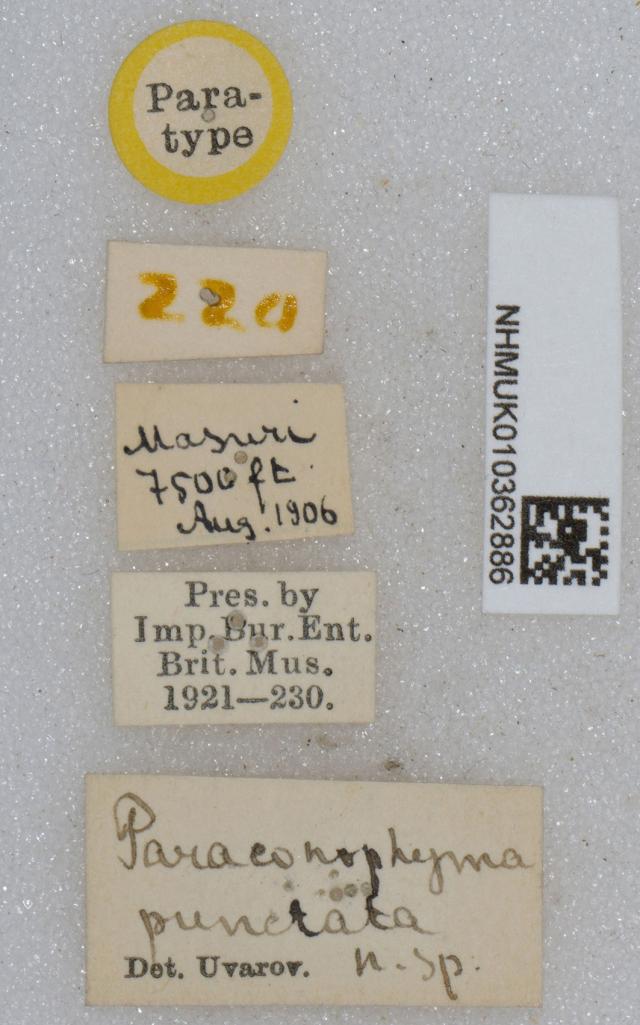 Para-
type
220
Masuri
7500 ft.
Aug. 1906
Pres. by
Imp. Bur. Ent.
Brit. Mus.
1921—230.
Paraconophyma
punctata
Det. Uvarov. n. sp.
NHMUK010362886